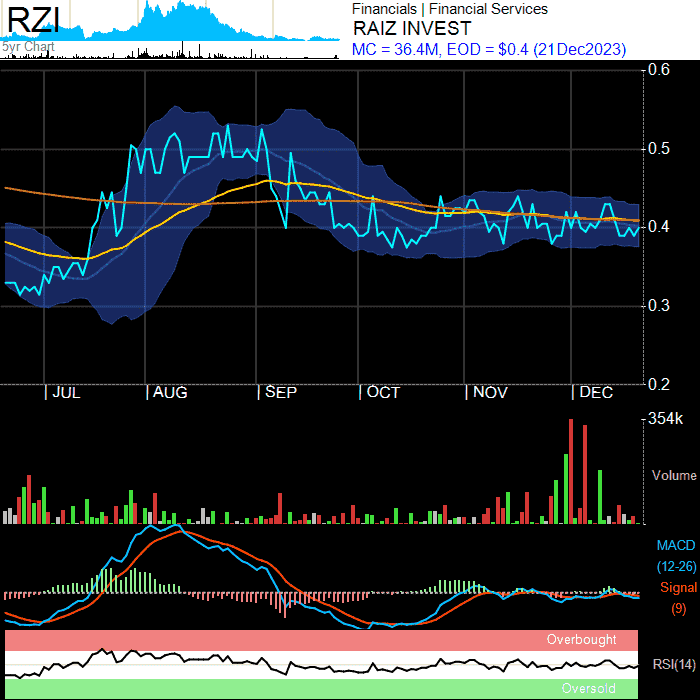 RZI
5yr Chart
Financials | Financial Services
RAIZ INVEST
MC = 36.4M, EOD = $0.4 (21Dec2023)
0.6
0.5
0.4
0.3
0.2
| JUL | AUG | SEP | OCT | NOV | DEC
354k
Volume
MACD
(12-26)
Signal
(9)
Overbought
RSI(14)
Oversold